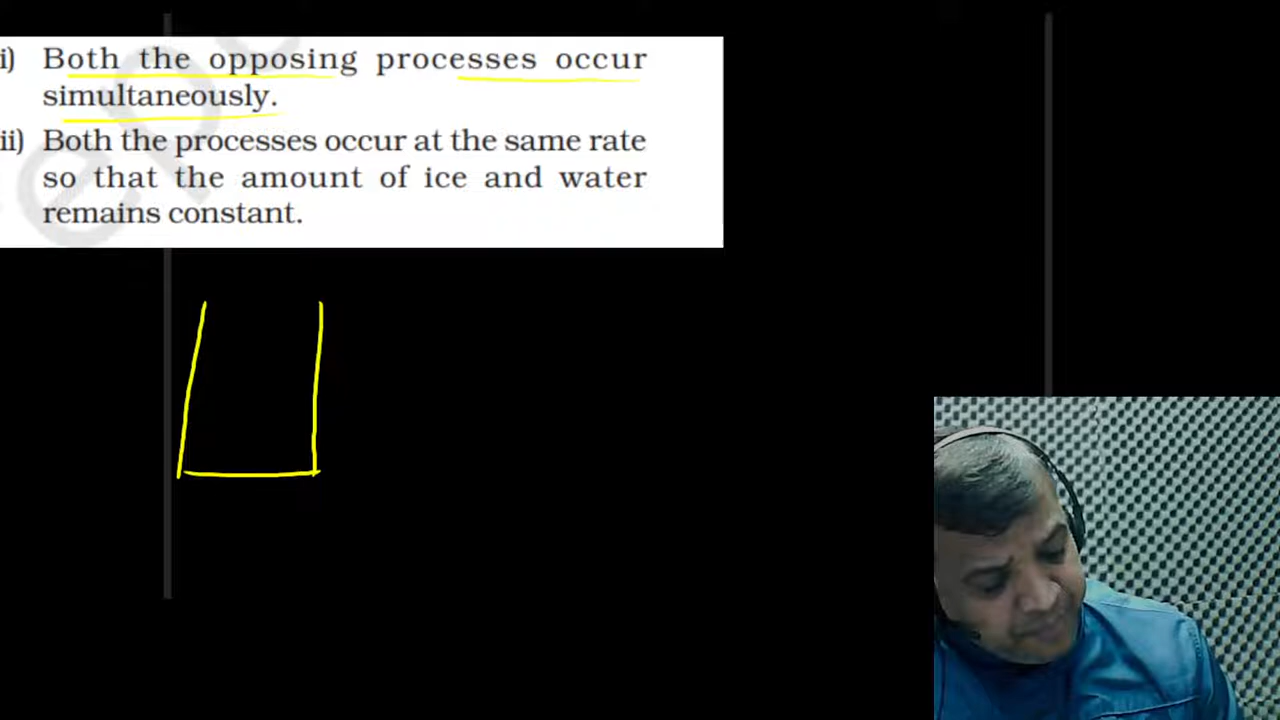 i) Both the opposing processes occur
simultaneously.
ii) Both the processes occur at the same rate
so that the amount of ice and water
remains constant.